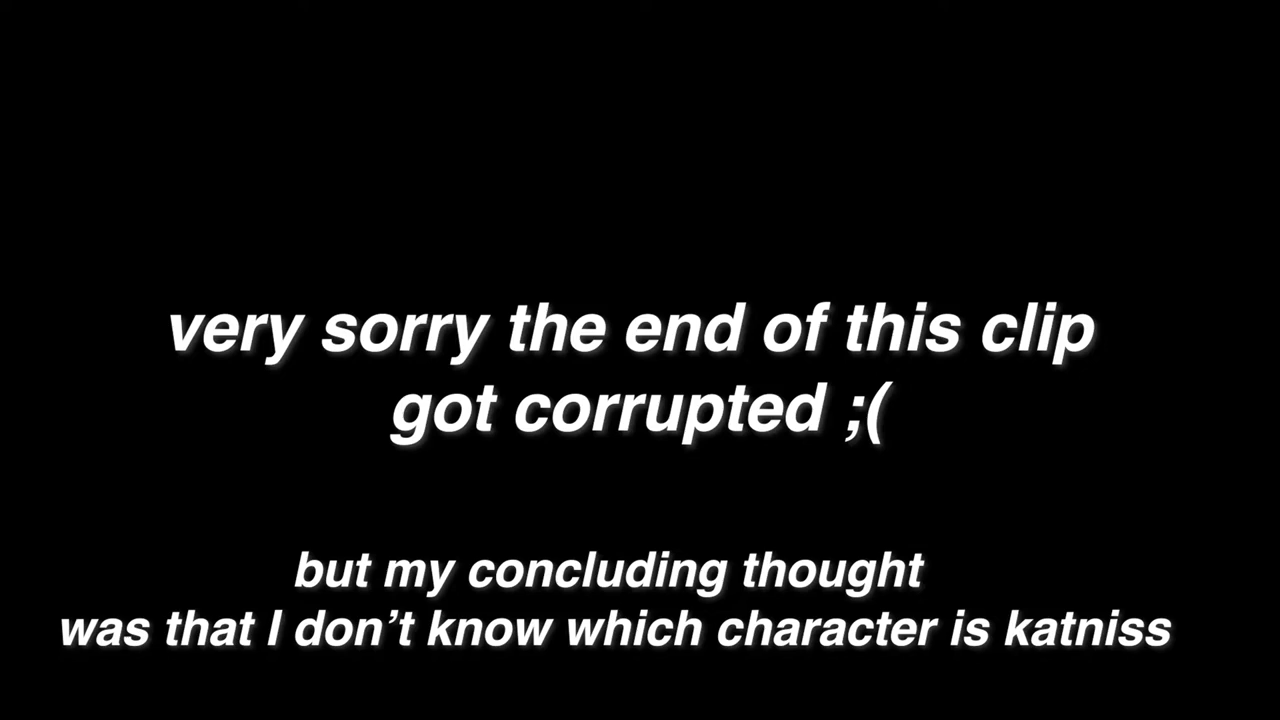 very sorry the end of this clip
got corrupted ;(
but my concluding thought
was that I don’t know which character is katniss